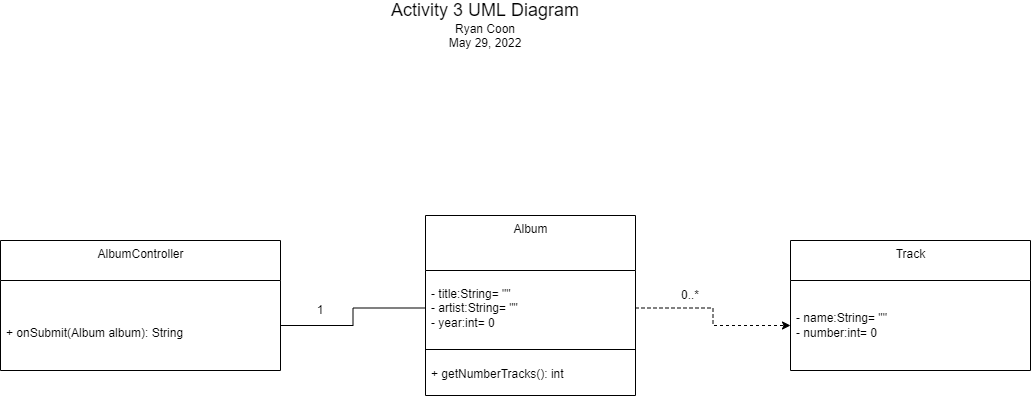 Activity 3 UML Diagram
Ryan Coon
May 29, 2022
AlbumController
+ onSubmit(Album album): String
1
Album
- title:String= ""
- artist:String= ""
- year:int= 0
+ getNumberTracks(): int
0..*
Track
- name:String= ""
- number:int= 0